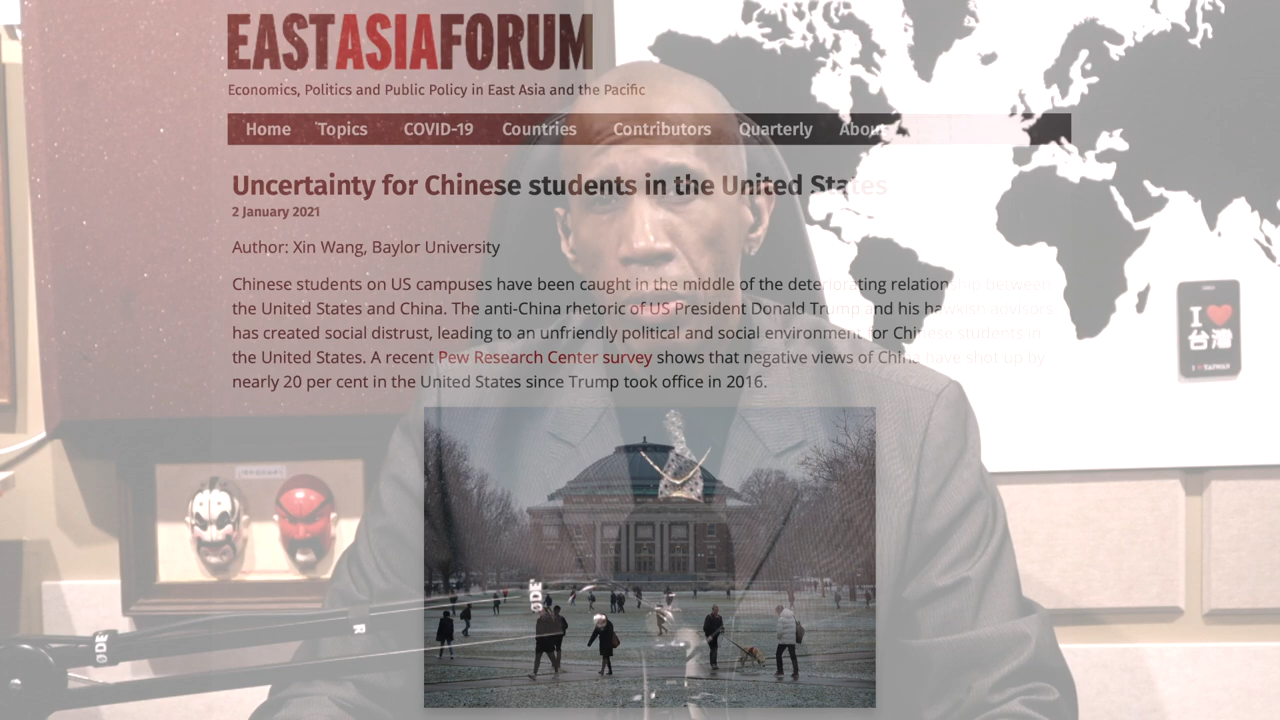 EASTASIAFORUM
Economics, Politics and Public Policy in East Asia and the Pacific
Home Topics COVID-19 Countries Contributors Quarterly About
Uncertainty for Chinese students in the United States
2 January 2021
Author: Xin Wang, Baylor University
Chinese students on US campuses have been caught in the middle of the deteriorating relationship between
the United States and China. The anti-China rhetoric of US President Donald Trump and his hawkish advisors
has created social distrust, leading to an unfriendly political and social environment for Chinese students in
the United States. A recent Pew Research Center survey shows that negative views of China have shot up by
nearly 20 per cent in the United States since Trump took office in 2016.
I ❤
台灣
I ❤ TAIWAN
RØDE